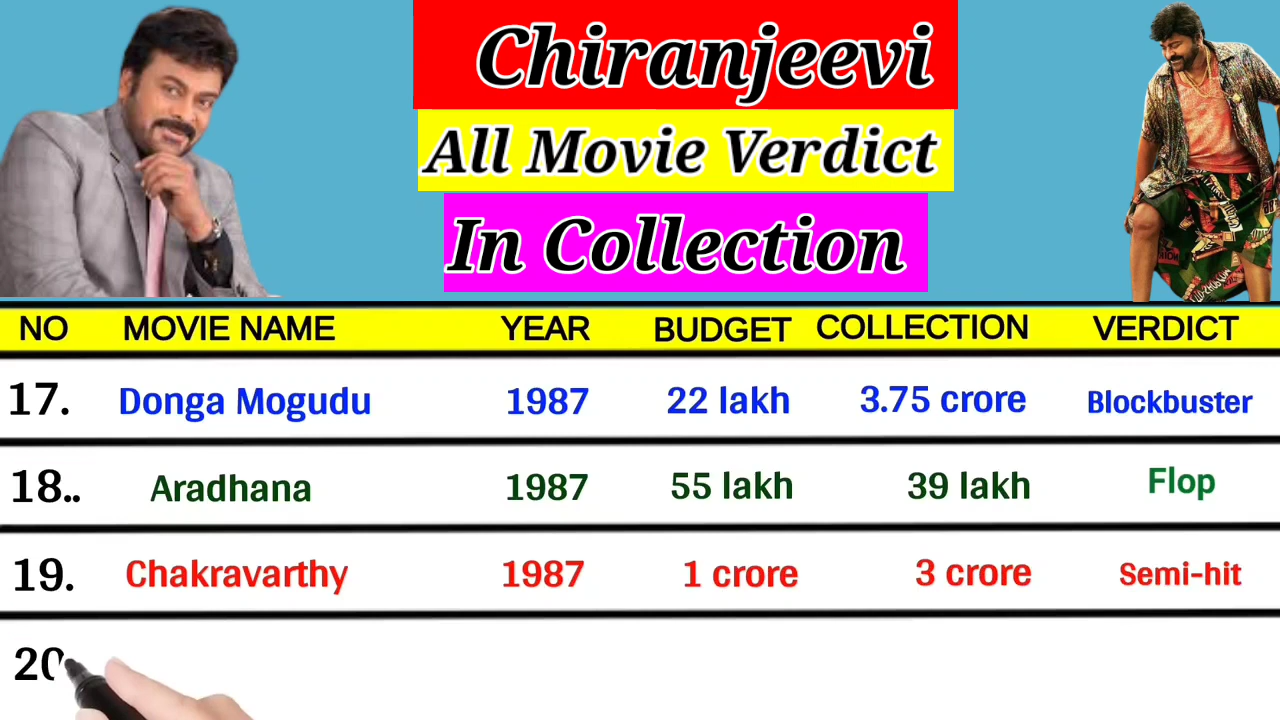 Chiranjeevi
All Movie Verdict
In Collection
NO MOVIE NAME YEAR BUDGET COLLECTION VERDICT
17. Donga Mogudu 1987 22 lakh 3.75 crore Blockbuster
18.. Aradhana 1987 55 lakh 39 lakh Flop
19. Chakravarthy 1987 1 crore 3 crore Semi-hit
20